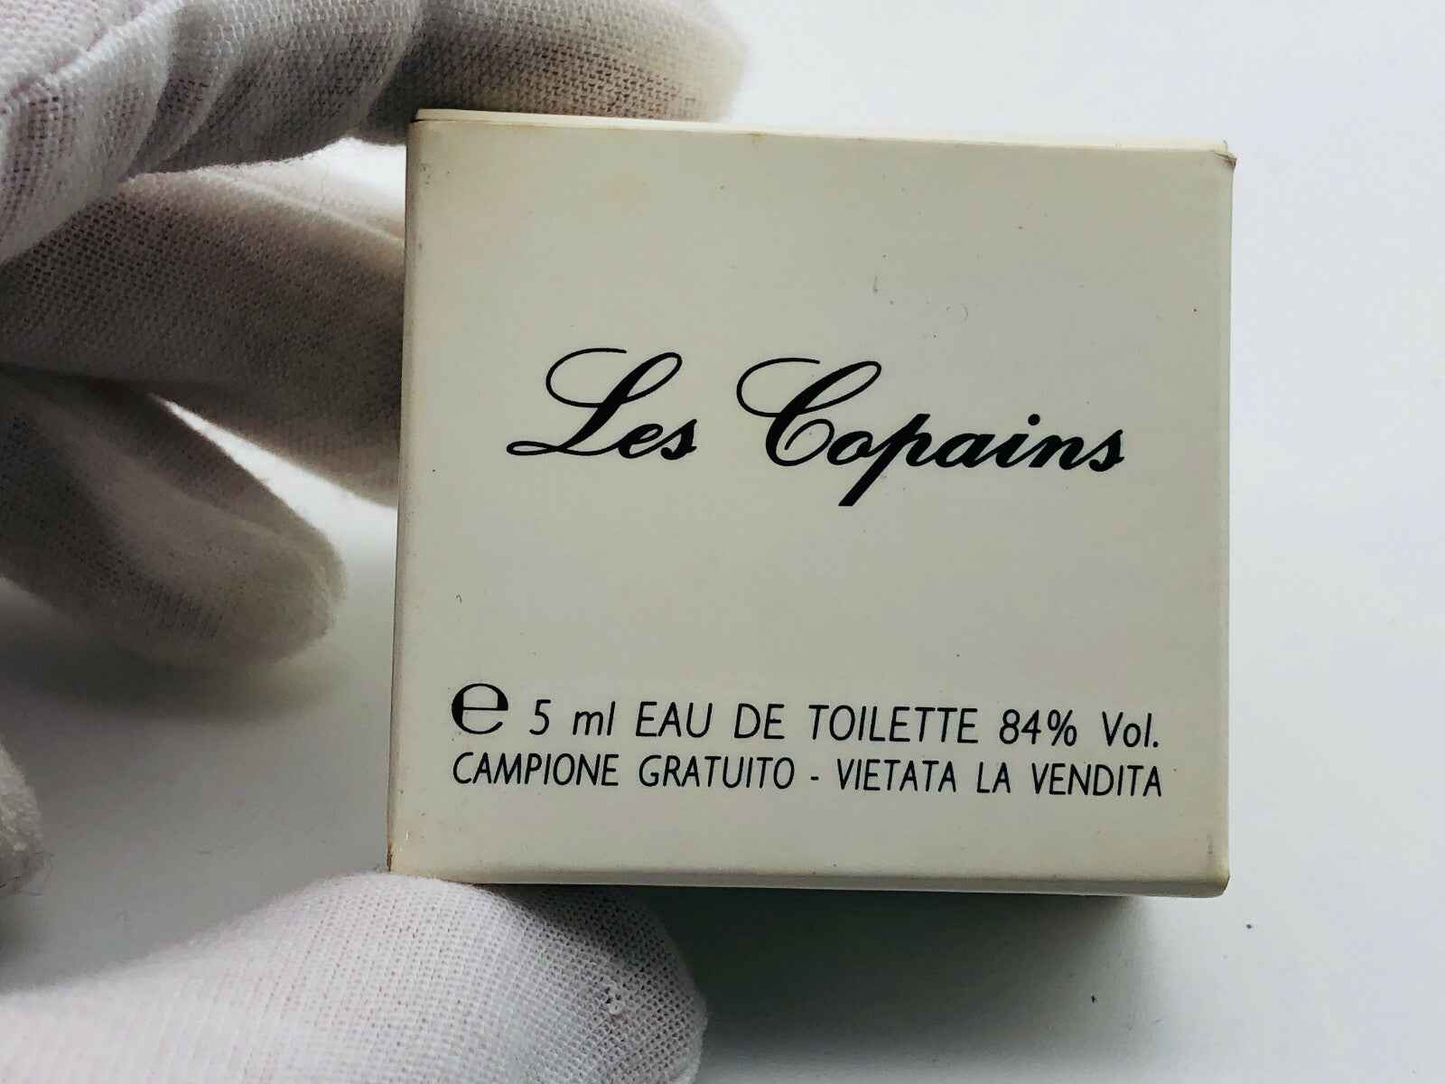 Les Copains
℮ 5 ml EAU DE TOILETTE 84% Vol.
CAMPIONE GRATUITO - VIETATA LA VENDITA